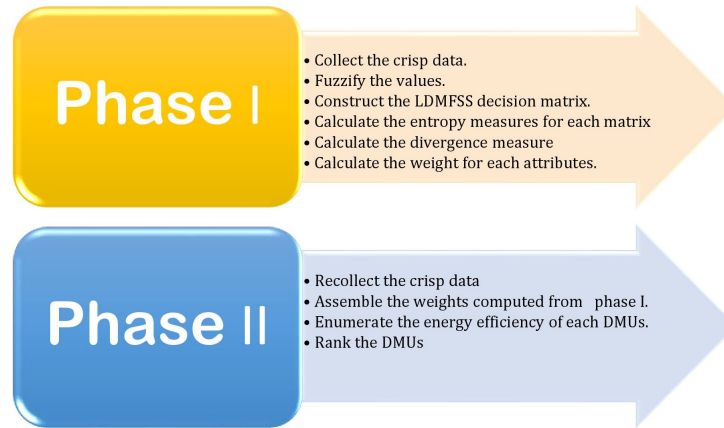 Phase I
• Collect the crisp data.
• Fuzzify the values.
• Construct the LDMFSS decision matrix.
• Calculate the entropy measures for each matrix
• Calculate the divergence measure
• Calculate the weight for each attributes.
Phase II
• Recollect the crisp data
• Assemble the weights computed from phase I.
• Enumerate the energy efficiency of each DMUs.
• Rank the DMUs